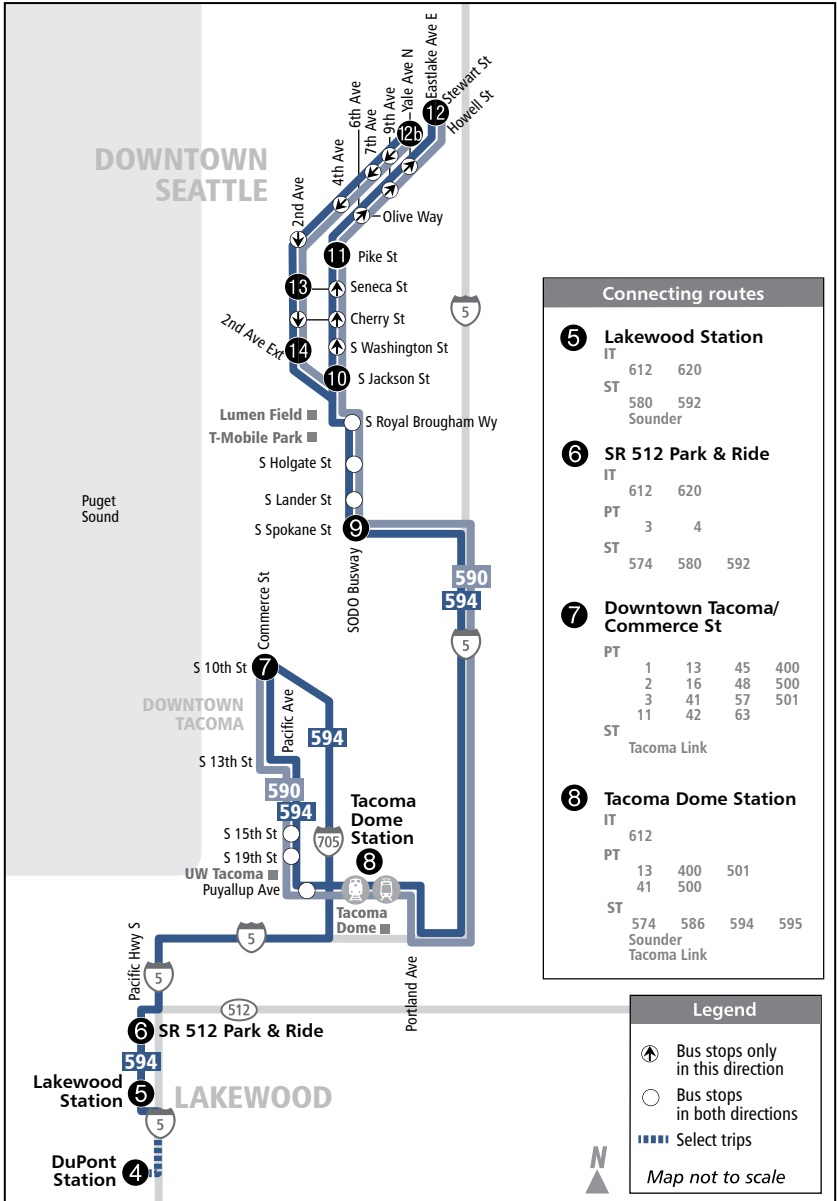 Eastlake Ave E
Yale Ave N
9th Ave
7th Ave
6th Ave
4th Ave
2nd Ave
Stewart St
Howell St
12
12b
DOWNTOWN
SEATTLE
Olive Way
11
Pike St
13
Seneca St
5
Cherry St
2nd Ave Ext
14
S Washington St
10
S Jackson St
Lumen Field
S Royal Brougham Wy
T-Mobile Park
S Holgate St
Puget
Sound
S Lander St
S Spokane St
9
SODO Busway
590
594
5
Commerce St
S 10th St
7
DOWNTOWN
TACOMA
Pacific Ave
594
S 13th St
590
594
Tacoma
Dome
Station
S 15th St
705
8
S 19th St
UW Tacoma
Puyallup Ave
Tacoma
Dome
5
Portland Ave
Pacific Hwy S
5
512
6
SR 512 Park & Ride
594
Lakewood
Station
5
LAKEWOOD
5
DuPont
Station
4
Connecting routes
5 Lakewood Station
IT
612 620
ST
580 592
Sounder
6 SR 512 Park & Ride
IT
612 620
PT
3 4
ST
574 580 592
7 Downtown Tacoma/
Commerce St
PT
1 13 45 400
2 16 48 500
3 41 57 501
11 42 63
ST
Tacoma Link
8 Tacoma Dome Station
IT
612
PT
13 400 501
41 500
ST
574 586 594 595
Sounder
Tacoma Link
Legend
Bus stops only
in this direction
Bus stops
in both directions
Select trips
Map not to scale
N